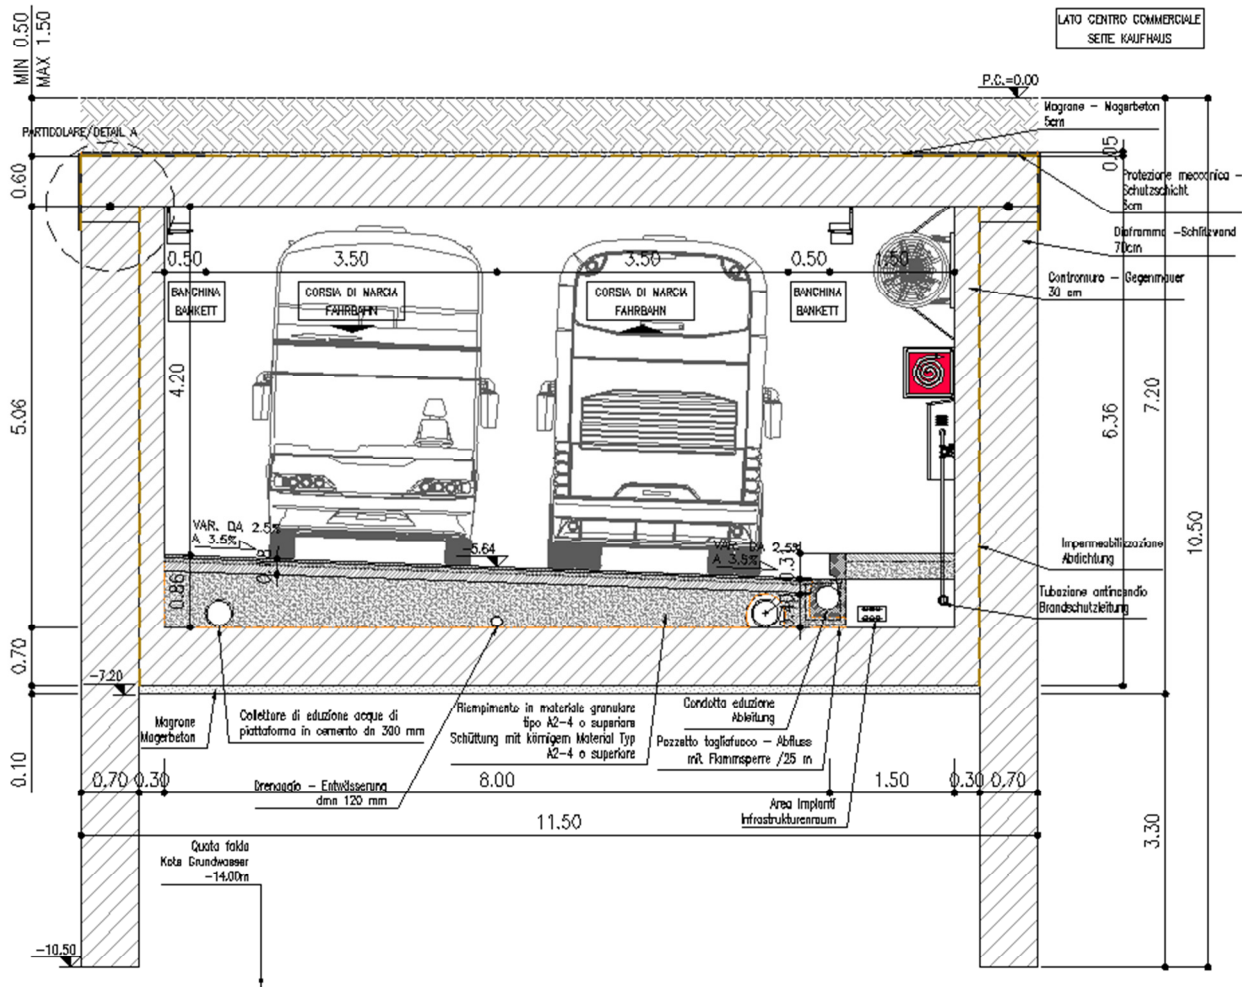 LATO CENTRO COMMERCIALE
SEITE KAUFHAUS
MIN 0.50
MAX 1.50
P.C.=0.00
Magrone - Magerbeton
5cm
PARTICOLARE/DETAIL A
0.60
0.05
Protezione meccanica -
Schutzschicht
5cm
Diaframma -Schlitzwand
70cm
Contromuro - Gegenmauer
30 cm
0.50
3.50
3.50
0.50
1.50
BANCHINA
BANKETT
CORSIA DI MARCIA
FAHRBAHN
CORSIA DI MARCIA
FAHRBAHN
BANCHINA
BANKETT
4.20
5.06
6.36
7.20
10.50
VAR. DA 2.5%
A 3.5%
-5.64
VAR. DA 2.5%
A 3.5%
0.86
Impermeabilizzazione
Abdichtung
Tubazione antincendio
Brandschutzleitung
0.70
-7.20
Magrone
Magerbeton
Collettore di eduzione acque di
piattaforma in cemento dn 300 mm
Riempimento in materiale granulare
tipo A2-4 o superiore
Schüttung mit körnigem Material Typ
A2-4 o superiore
Condotta eduzione
Ableitung
Pozzetto tagliafuoco - Abfluss
mit Flammsperre /25 m
0.10
0.70
0.30
8.00
1.50
0.30
0.70
Drenaggio - Entwässerung
dmn 120 mm
Area Impianti
Infrastrukturenraum
11.50
3.30
Quota falda
Kote Grundwasser
-14.00m
-10.50